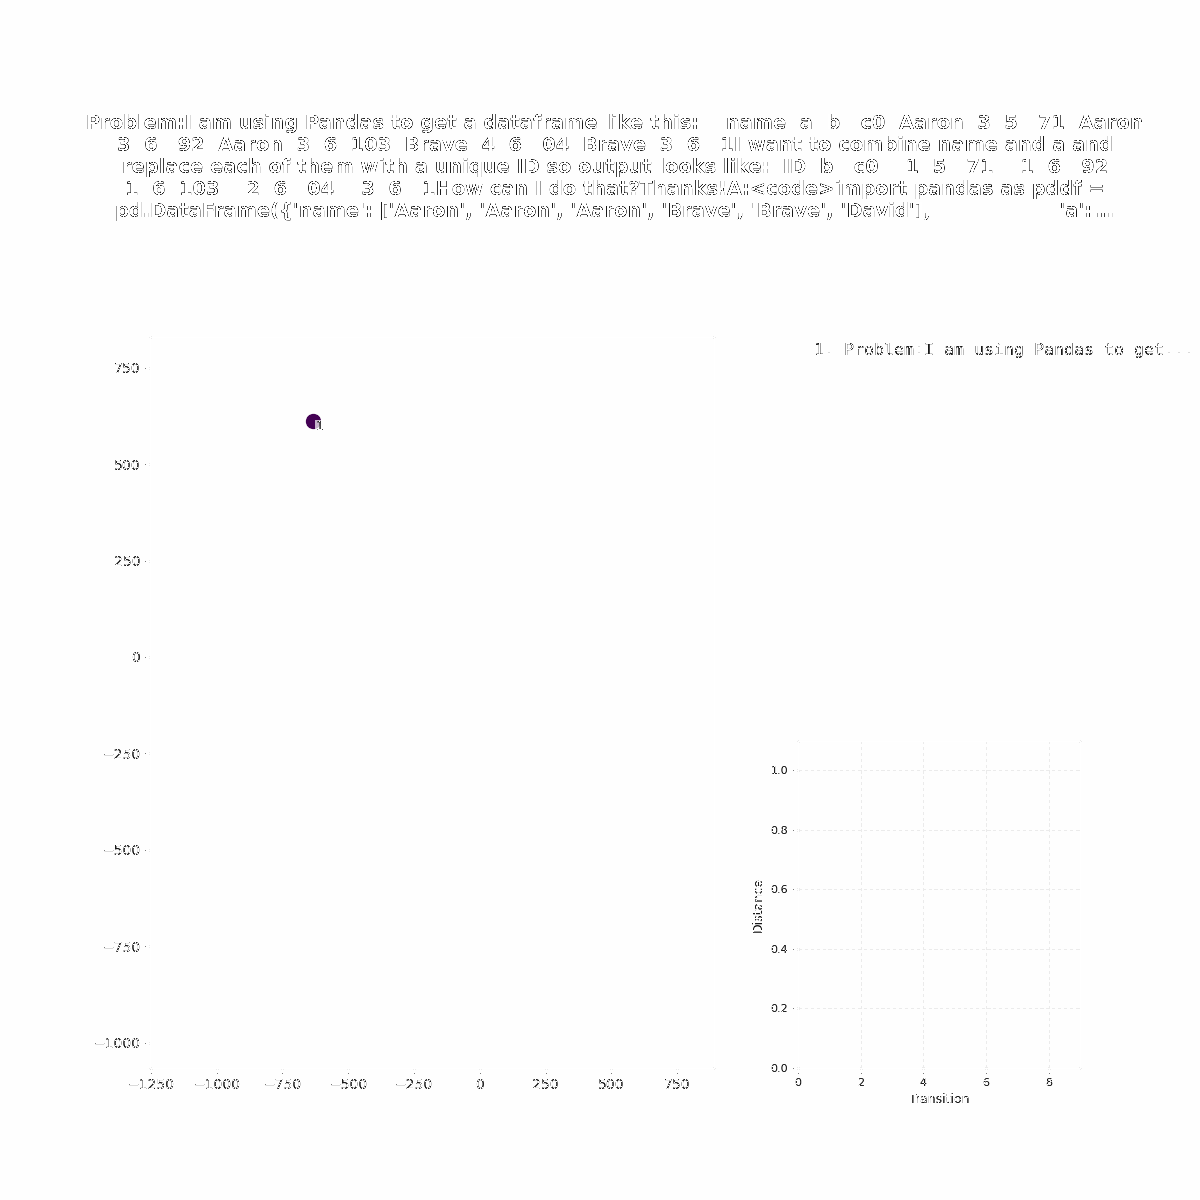 Problem:I am using Pandas to get a dataframe like this:    name  a  b   c0  Aaron  3  5   71  Aaron
3  6   92  Aaron  3  6  103  Brave  4  6   04  Brave  3  6   1I want to combine name and a and
replace each of them with a unique ID so output looks like:  ID  b   c0   1  5   71   1  6   92
1  6  103   2  6   04   3  6   1How can I do that?Thanks!A:<code>import pandas as pddf =
pd.DataFrame({"name": ["Aaron", "Aaron", "Aaron", "Brave", "Brave", "David"],                   "a":...
1. Problem:I am using Pandas to get...
750
500
250
0
−250
−500
−750
−1000
−1250 −1000 −750 −500 −250 0 250 500 750
1
1.0
0.8
0.6
0.4
0.2
0.0
0 2 4 6 8
Distance
Transition